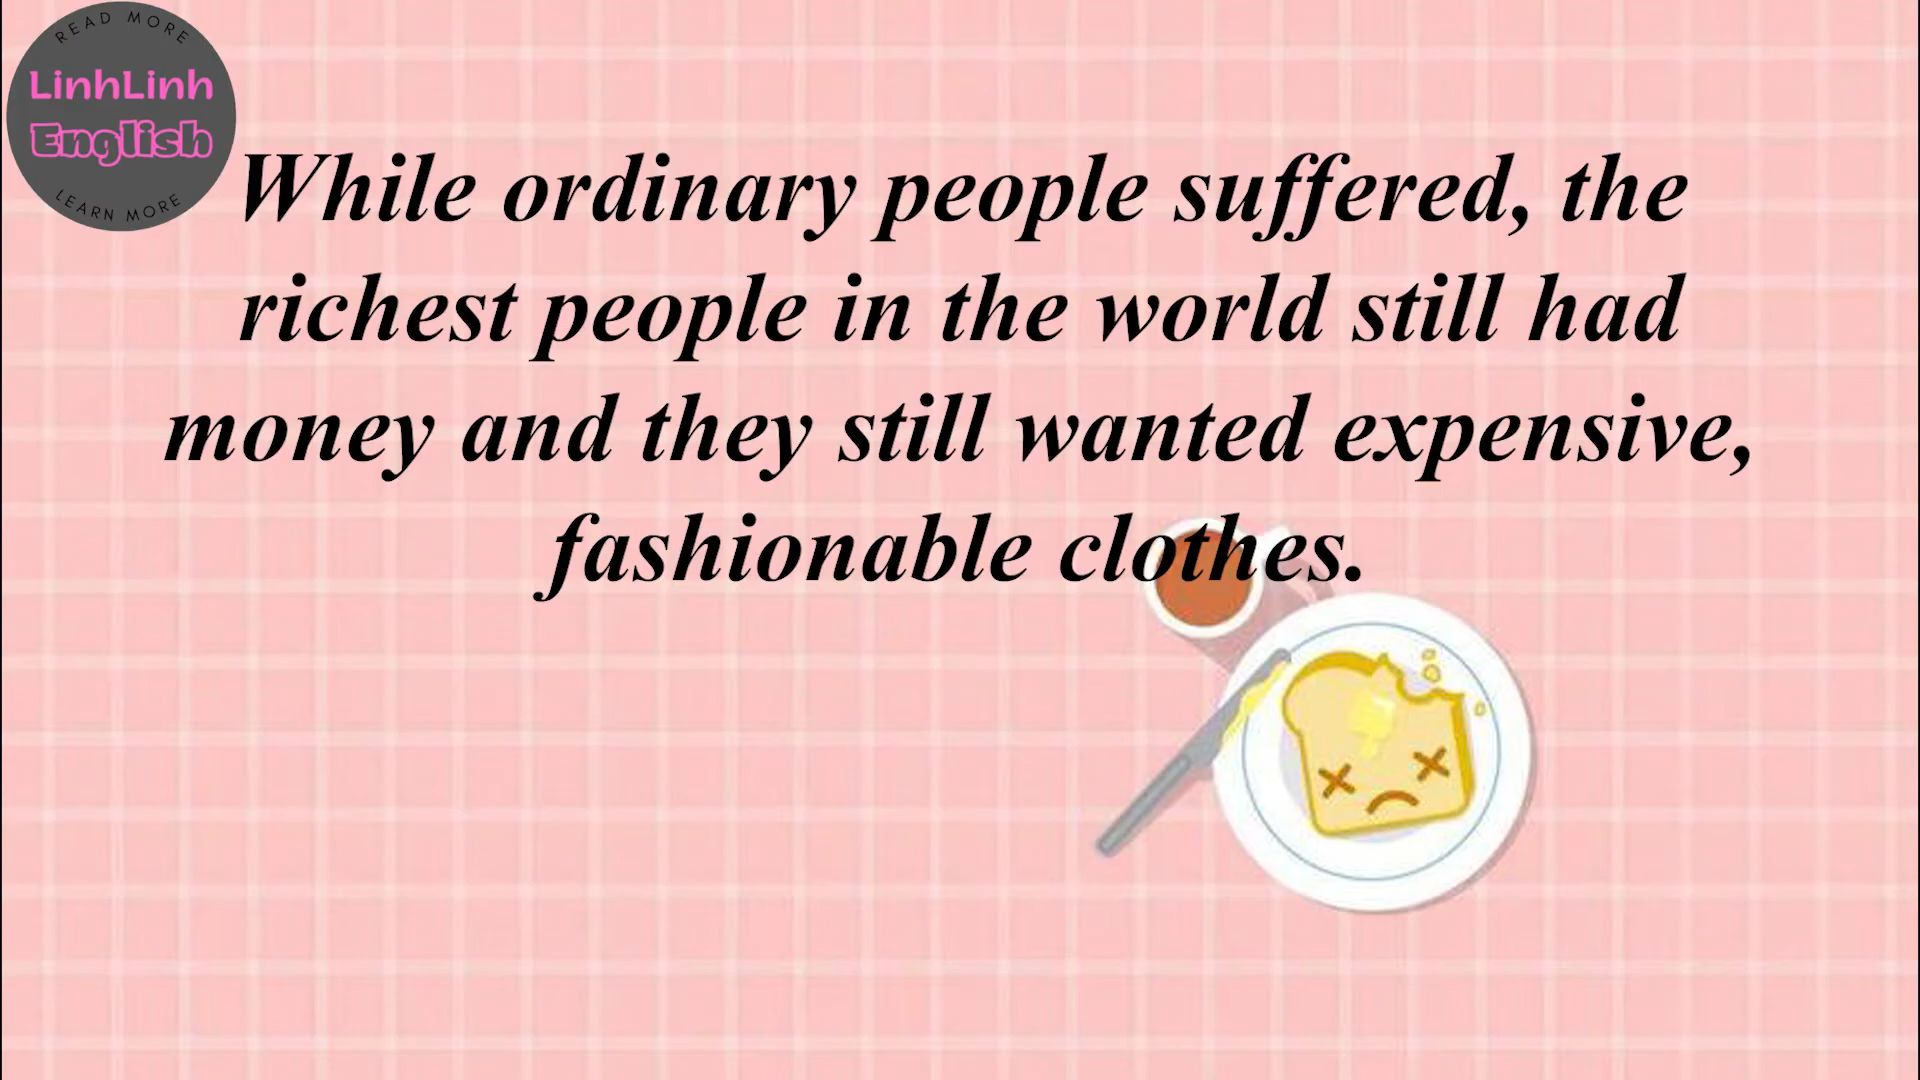 READ MORE
LinhLinh
English
LEARN MORE
While ordinary people suffered, the
richest people in the world still had
money and they still wanted expensive,
fashionable clothes.